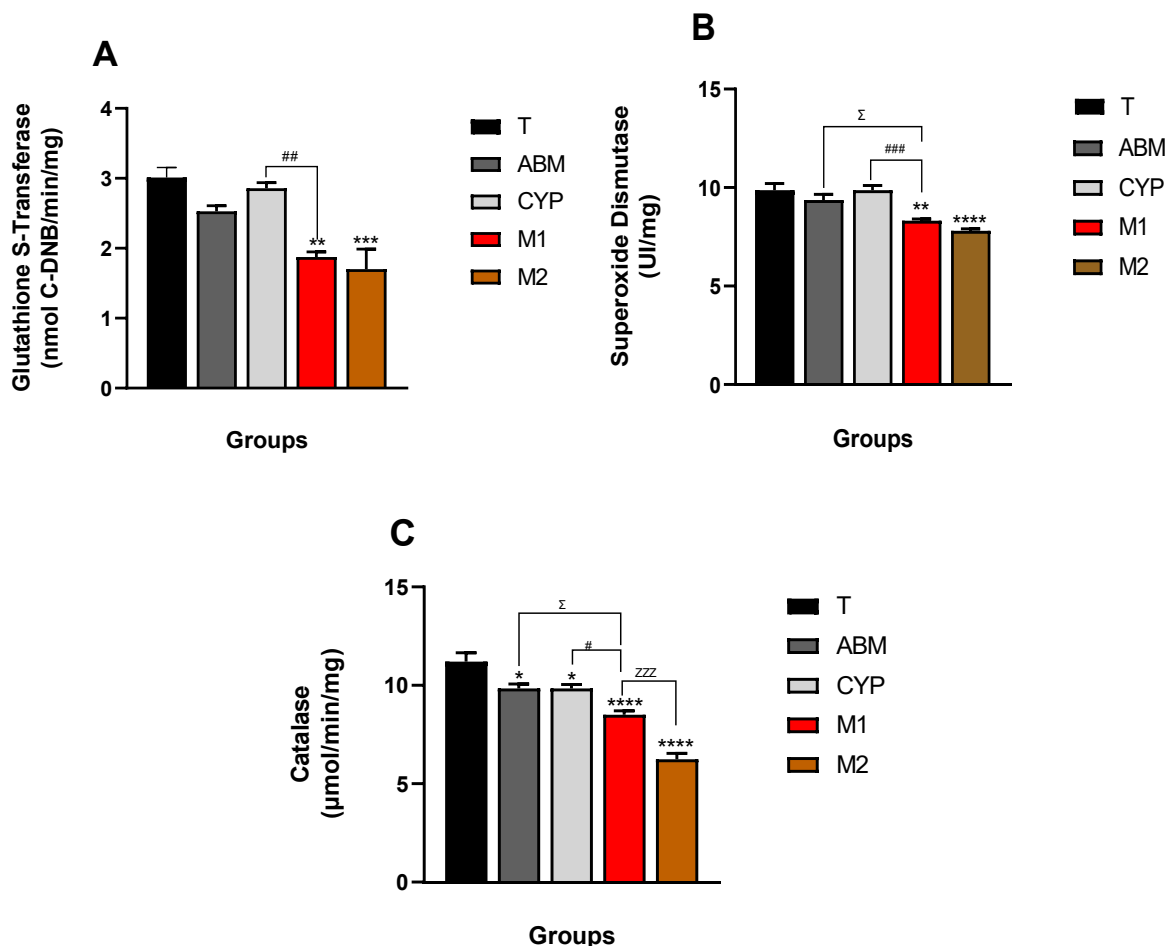 A
Glutathione S-Transferase
(nmol C-DNB/min/mg)
4
3
2
1
0
##
**
***
Groups
T
ABM
CYP
M1
M2
B
Superoxide Dismutase
(UI/mg)
15
10
5
0
Σ
###
**
****
Groups
T
ABM
CYP
M1
M2
C
Catalase
(µmol/min/mg)
15
10
5
0
Σ
#
ZZZ
*
*
****
****
Groups
T
ABM
CYP
M1
M2